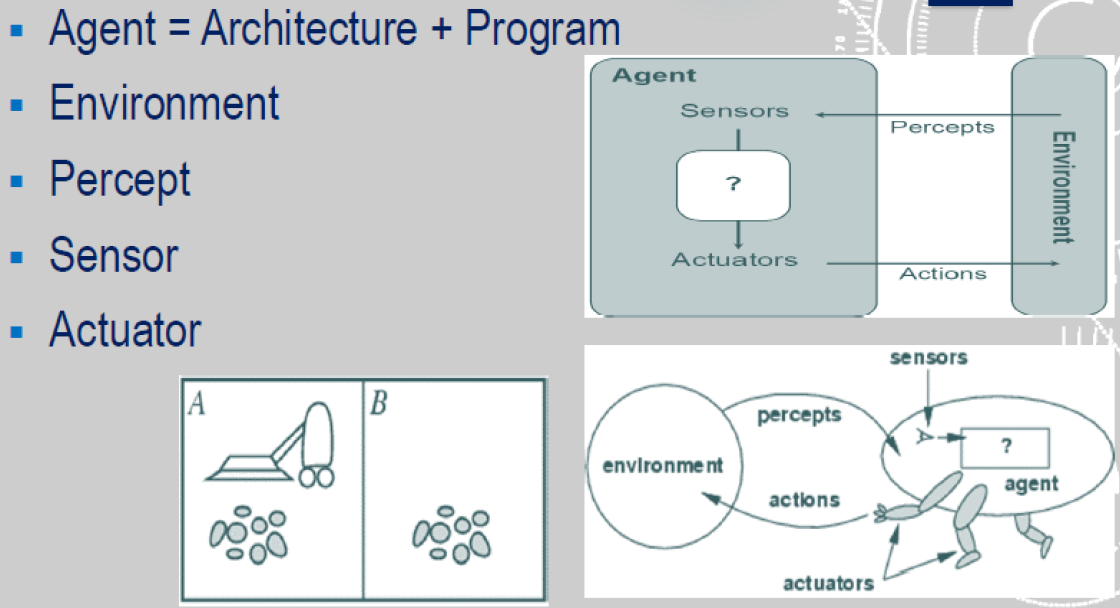 Agent = Architecture + Program
Environment
Percept
Sensor
Actuator
Agent
Sensors
Percepts
?
Environment
Actuators
Actions
A
B
sensors
percepts
environment
?
agent
actions
actuators
70